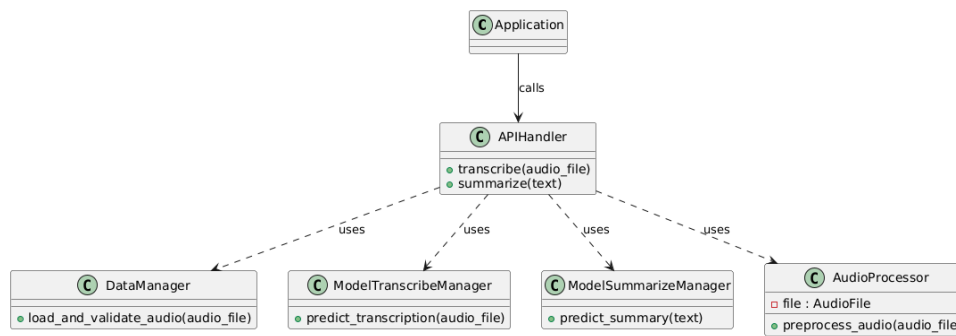 C Application
calls
C APIHandler
transcribe(audio_file)
summarize(text)
uses
uses
uses
uses
C DataManager
load_and_validate_audio(audio_file)
C ModelTranscribeManager
predict_transcription(audio_file)
C ModelSummarizeManager
predict_summary(text)
C AudioProcessor
file : AudioFile
preprocess_audio(audio_file